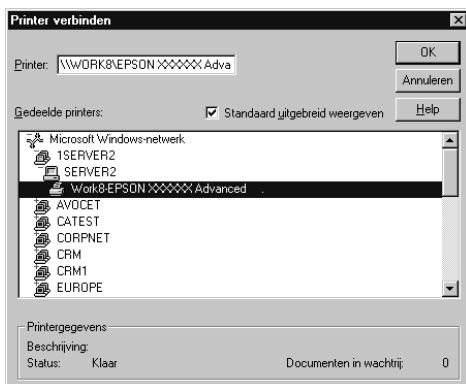 Printer verbinden
Printer: \\WORK8\EPSON XXXXXX Adva
OK
Annuleren
Help
Gedeelde printers:
Standaard uitgebreid weergeven
Microsoft Windows-netwerk
1SERVER2
SERVER2
Work8-EPSON XXXXXX Advanced .
AVOCET
CATEST
CORPNET
CRM
CRM1
EUROPE
Printergegevens
Beschrijving:
Status: Klaar Documenten in wachtrij: 0